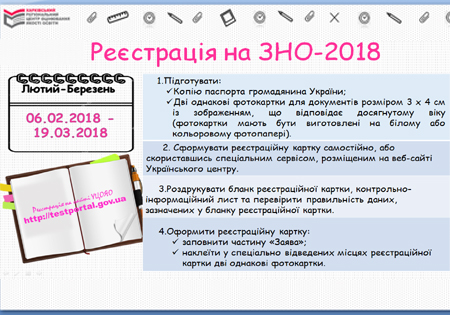 ХАРКІВСЬКИЙ
РЕГІОНАЛЬНИЙ
ЦЕНТР ОЦІНЮВАННЯ
ЯКОСТІ ОСВІТИ
Реєстрація на ЗНО-2018
Лютий-Березень
06.02.2018 –
19.03.2018
Реєстрація на сайті УЦОЯО
http://testportal.gov.ua
1.Підготувати:
✓Копію паспорта громадянина України;
✓Дві однакові фотокартки для документів розміром 3 х 4 см
із зображенням, що відповідає досягнутому віку
(фотокартки мають бути виготовлені на білому або
кольоровому фотопапері).
2. Сформувати реєстраційну картку самостійно, або
скориставшись спеціальним сервісом, розміщеним на веб-сайті
Українського центру.
3.Роздрукувати бланк реєстраційної картки, контрольно-
інформаційний лист та перевірити правильність даних,
зазначених у бланку реєстраційної картки.
4.Оформити реєстраційну картку:
✓ заповнити частину «Заява»;
✓ наклеїти у спеціально відведених місцях реєстраційної
картки дві однакові фотокартки.